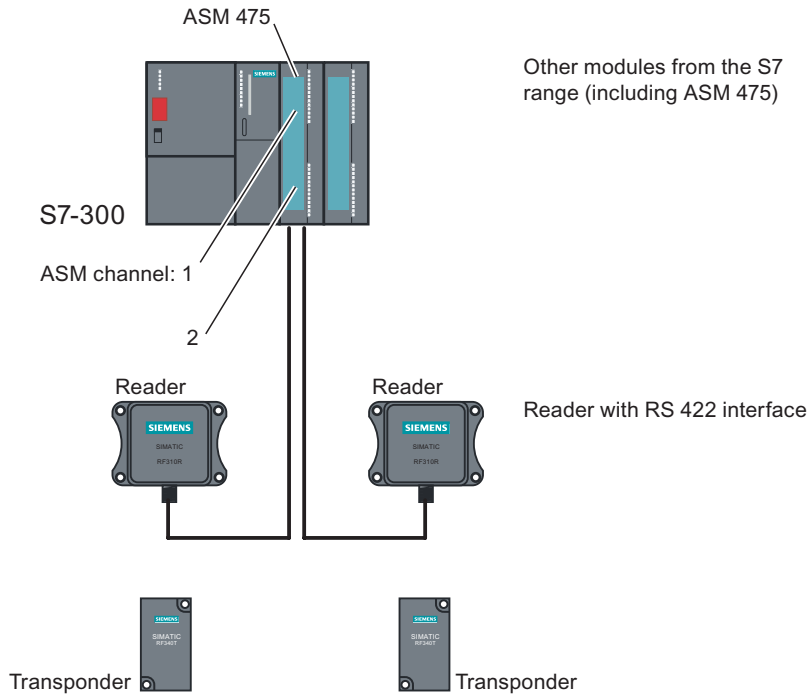 ASM 475
SIEMENS
Other modules from the S7
range (including ASM 475)
S7-300
ASM channel: 1
2
Reader
Reader
Reader with RS 422 interface
SIEMENS
SIMATIC
RF310R
SIEMENS
SIMATIC
RF310R
SIEMENS
SIMATIC
RF340T
SIEMENS
SIMATIC
RF340T
Transponder
Transponder